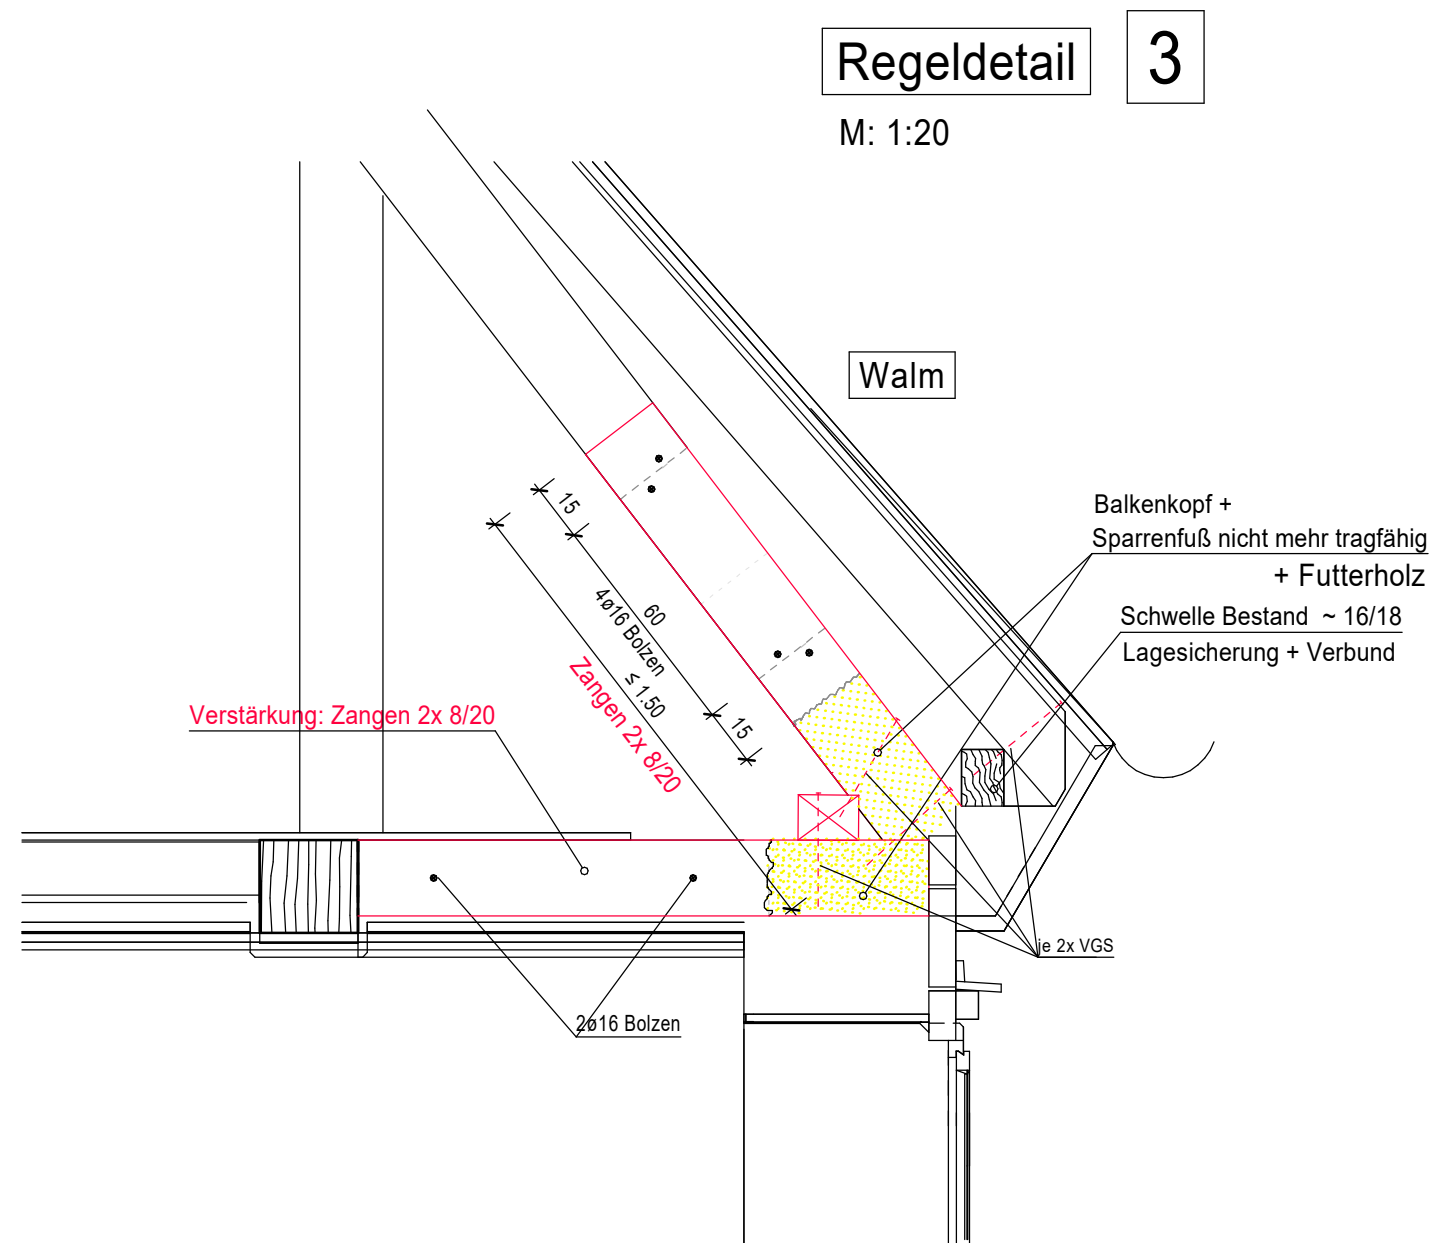 Regeldetail
3
M: 1:20
Walm
Balkenkopf +
Sparrenfuß nicht mehr tragfähig
+ Futterholz
Schwelle Bestand ~ 16/18
Lagesicherung + Verbund
15
60
4ø16 Bolzen
≤ 1.50
Zangen 2x 8/20
15
Verstärkung: Zangen 2x 8/20
je 2x VGS
2ø16 Bolzen